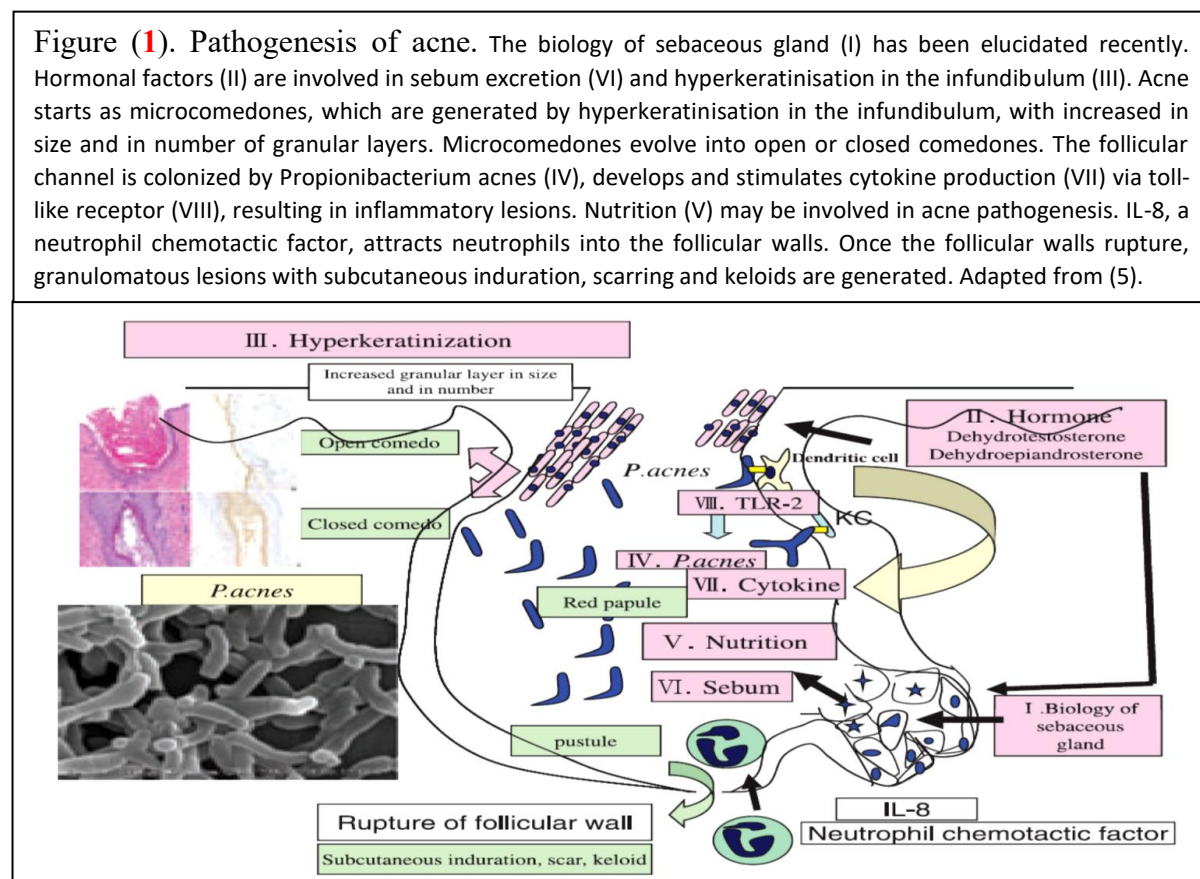 Figure (1). Pathogenesis of acne. The biology of sebaceous gland (I) has been elucidated recently.
Hormonal factors (II) are involved in sebum excretion (VI) and hyperkeratinisation in the infundibulum (III). Acne
starts as microcomedones, which are generated by hyperkeratinisation in the infundibulum, with increased in
size and in number of granular layers. Microcomedones evolve into open or closed comedones. The follicular
channel is colonized by Propionibacterium acnes (IV), develops and stimulates cytokine production (VII) via toll-
like receptor (VIII), resulting in inflammatory lesions. Nutrition (V) may be involved in acne pathogenesis. IL-8, a
neutrophil chemotactic factor, attracts neutrophils into the follicular walls. Once the follicular walls rupture,
granulomatous lesions with subcutaneous induration, scarring and keloids are generated. Adapted from (5).
III. Hyperkeratinization
Increased granular layer in size
and in number
Open comedo
Closed comedo
P.acnes
P.acnes
Dendritic cell
II. Hormone
Dehydrotestosterone
Dehydroepiandrosterone
VIII. TLR-2
KC
IV. P.acnes
VII. Cytokine
Red papule
V. Nutrition
VI. Sebum
I.Biology of
sebaceous
gland
pustule
Rupture of follicular wall
Subcutaneous induration, scar, keloid
IL-8
Neutrophil chemotactic factor